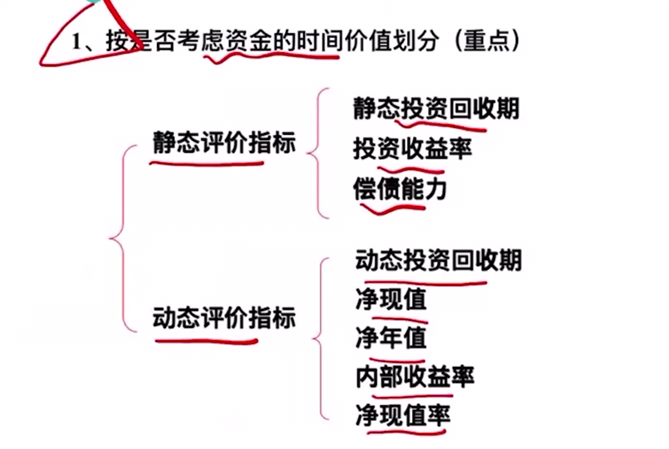 1、按是否考虑资金的时间价值划分（重点）
静态评价指标
静态投资回收期
投资收益率
偿债能力
动态评价指标
动态投资回收期
净现值
净年值
内部收益率
净现值率